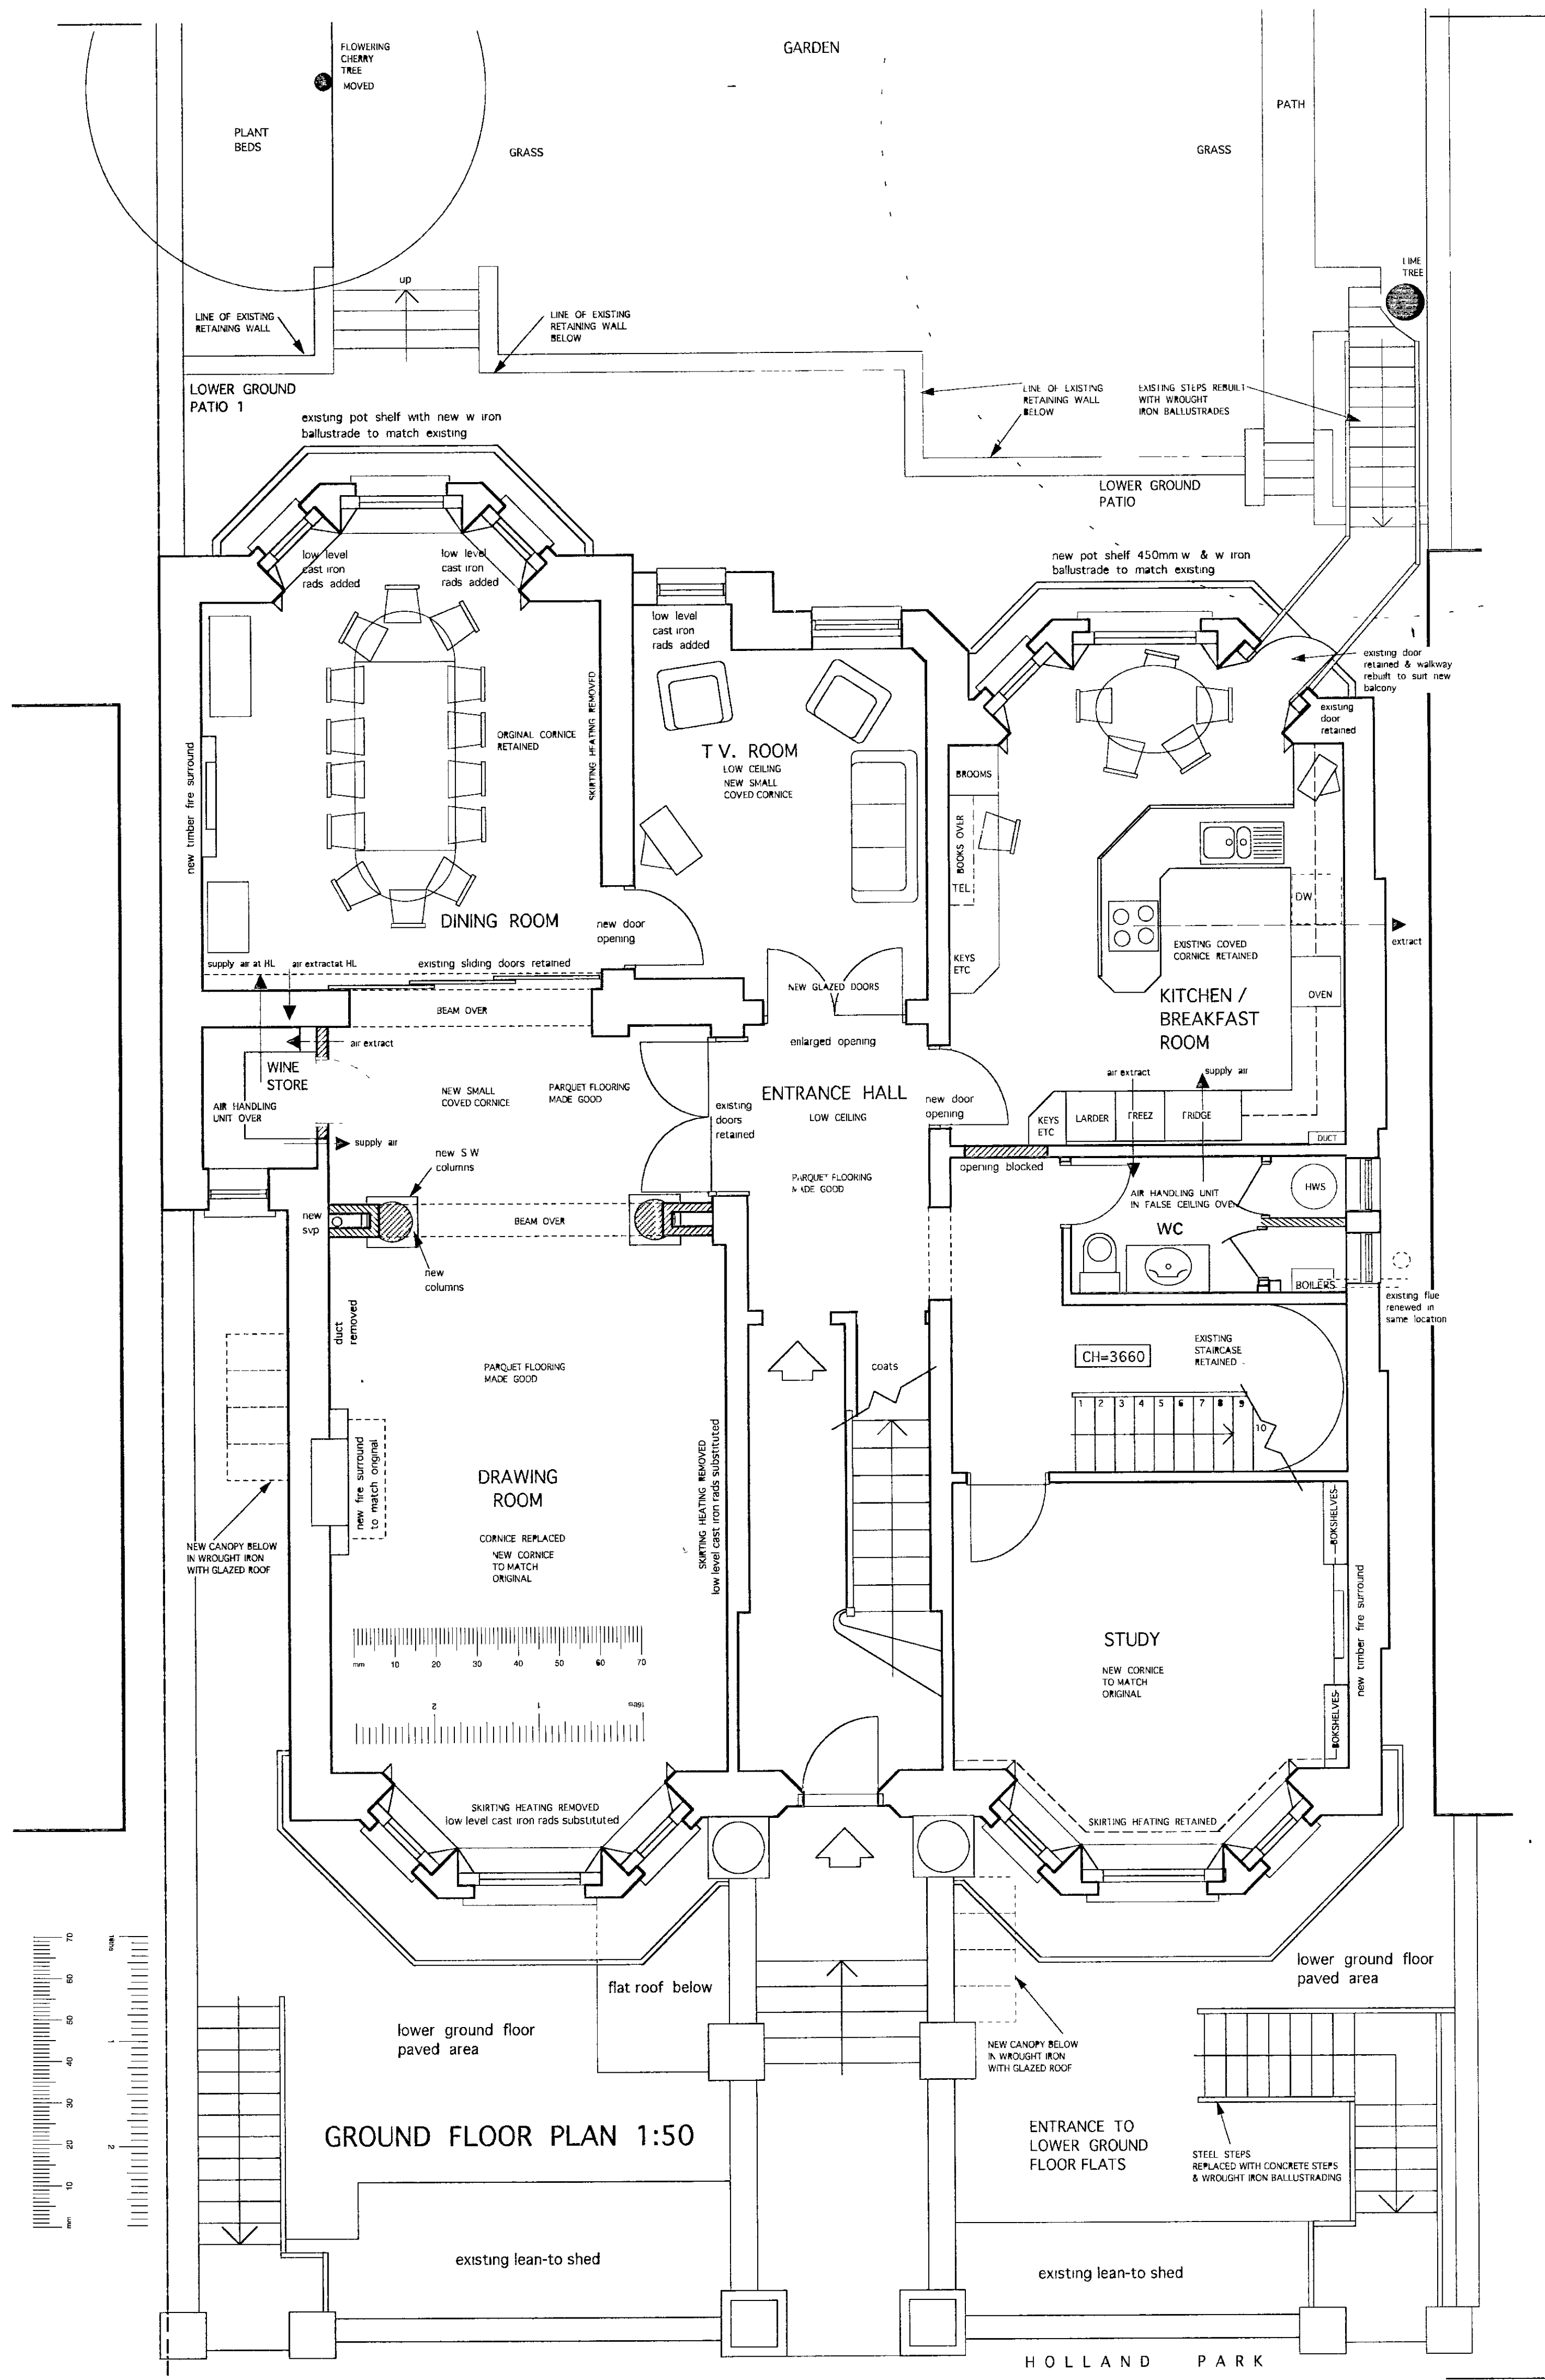 GARDEN
FLOWERING
CHERRY
TREE
MOVED
PLANT
BEDS
GRASS
PATH
GRASS
LIME
TREE
up
LINE OF EXISTING
RETAINING WALL
LINE OF EXISTING
RETAINING WALL
BELOW
LOWER GROUND
PATIO 1
LINE OF EXISTING
RETAINING WALL
BELOW
EXISTING STEPS REBUILT
WITH WROUGHT
IRON BALLUSTRADES
existing pot shelf with new w iron
ballustrade to match existing
LOWER GROUND
PATIO
new pot shelf 450mm w & w iron
ballustrade to match existing
low level
cast iron
rads added
low level
cast iron
rads added
low level
cast iron
rads added
existing door
retained & walkway
rebuilt to suit new
balcony
existing
door
retained
new timber fire surround
ORGINAL CORNICE
RETAINED
SKIRTING HEATING REMOVED
T V. ROOM
LOW CEILING
NEW SMALL
COVED CORNICE
BROOMS
BOOKS OVER
TEL
KEYS
ETC
DINING ROOM
new door
opening
DW
extract
EXISTING COVED
CORNICE RETAINED
OVEN
KITCHEN /
BREAKFAST
ROOM
supply air at HL
air extractat HL
existing sliding doors retained
NEW GLAZED DOORS
BEAM OVER
enlarged opening
air extract
WINE
STORE
AIR HANDLING
UNIT OVER
NEW SMALL
COVED CORNICE
PARQUET FLOORING
MADE GOOD
existing
doors
retained
ENTRANCE HALL
LOW CEILING
new door
opening
air extract
supply air
KEYS
ETC
LARDER
FREEZ
FRIDGE
DUCT
supply air
new S W
columns
PARQUET FLOORING
MADE GOOD
opening blocked
AIR HANDLING UNIT
IN FALSE CEILING OVER
HWS
WC
BOILERS
new
svp
BEAM OVER
new
columns
existing flue
renewed in
same location
duct
removed
PARQUET FLOORING
MADE GOOD
coats
CH=3660
EXISTING
STAIRCASE
RETAINED
1 2 3 4 5 6 7 8 9
10
new fire surround
to match original
DRAWING
ROOM
CORNICE REPLACED
NEW CORNICE
TO MATCH
ORIGINAL
SKIRTING HEATING REMOVED
low level cast iron rads substituted
NEW CANOPY BELOW
IN WROUGHT IRON
WITH GLAZED ROOF
BOKSHELVES
new timber fire surround
BOKSHELVES
STUDY
NEW CORNICE
TO MATCH
ORIGINAL
mm 10 20 30 40 50 60 70
2 1 16ths
SKIRTING HEATING REMOVED
low level cast iron rads substituted
SKIRTING HEATING RETAINED
flat roof below
lower ground floor
paved area
lower ground floor
paved area
70
60
50
40
30
20
10
mm
16ths
1
2
NEW CANOPY BELOW
IN WROUGHT IRON
WITH GLAZED ROOF
GROUND FLOOR PLAN 1:50
ENTRANCE TO
LOWER GROUND
FLOOR FLATS
STEEL STEPS
REPLACED WITH CONCRETE STEPS
& WROUGHT IRON BALLUSTRADING
existing lean-to shed
existing lean-to shed
HOLLAND PARK